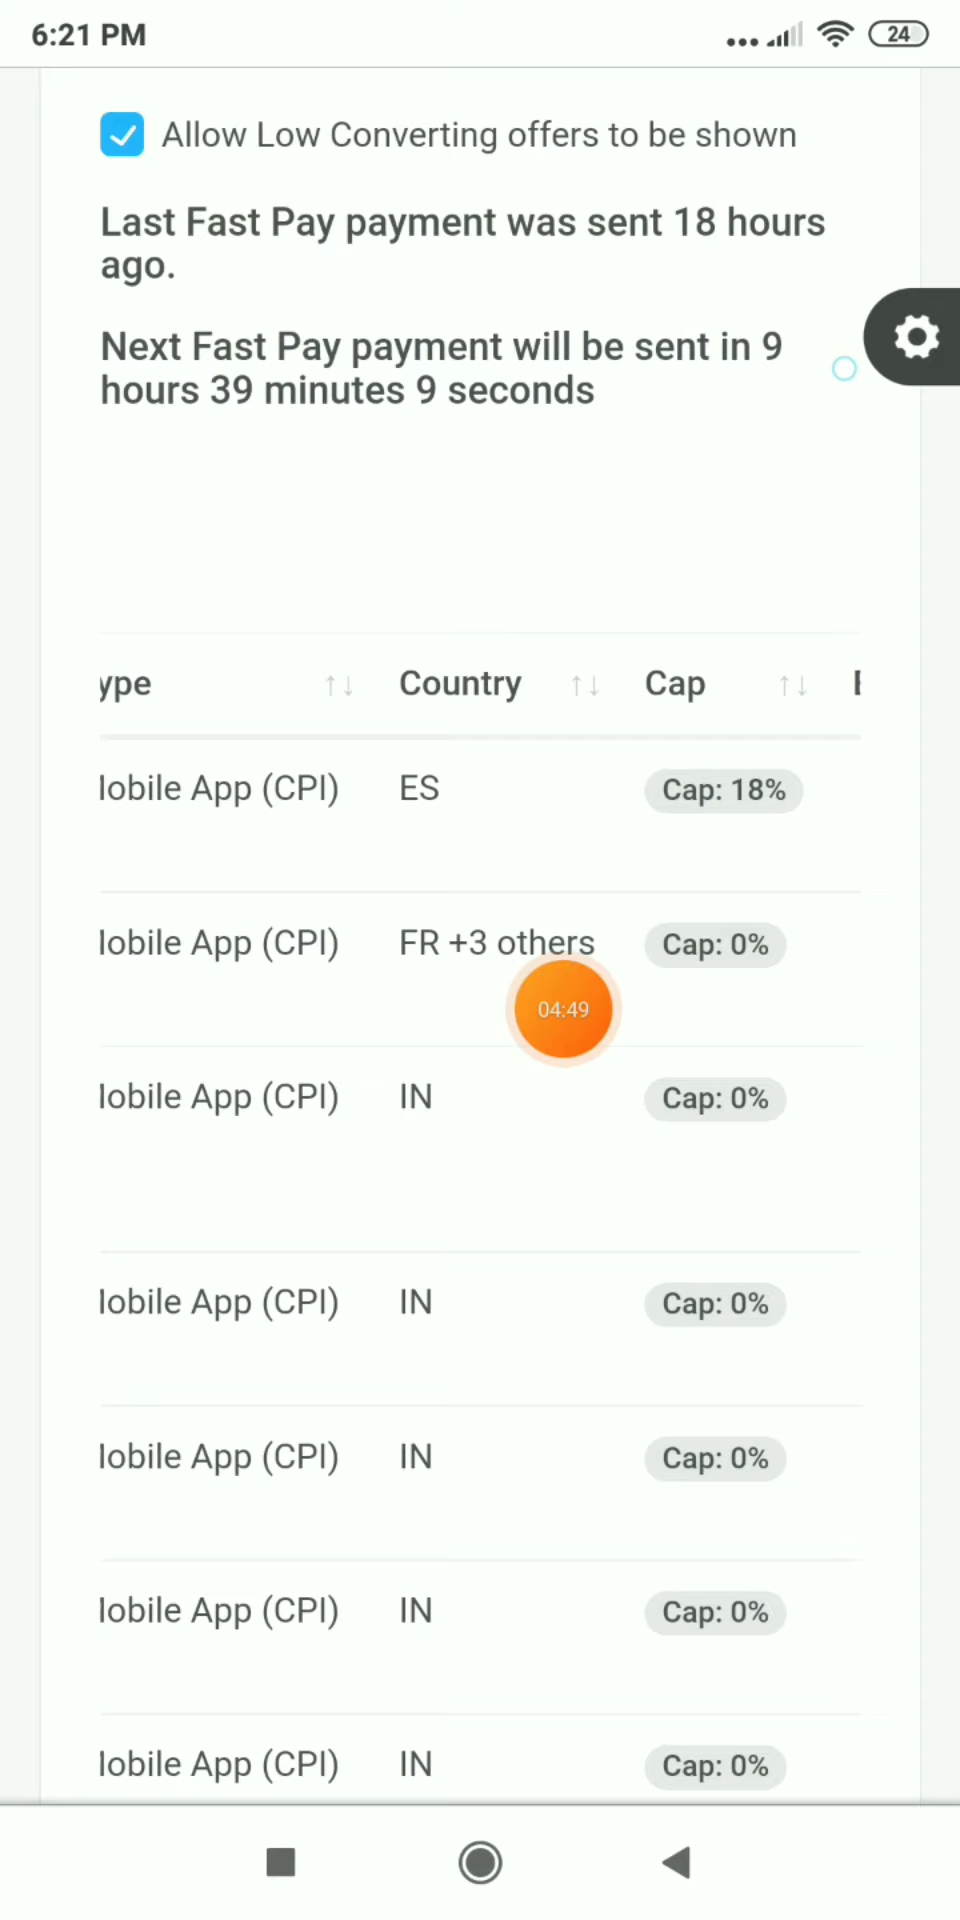 6:21 PM
24
Allow Low Converting offers to be shown
Last Fast Pay payment was sent 18 hours
ago.
Next Fast Pay payment will be sent in 9
hours 39 minutes 9 seconds
ype Country Cap
lobile App (CPI) ES Cap: 18%
lobile App (CPI) FR +3 others Cap: 0%
04:49
lobile App (CPI) IN Cap: 0%
lobile App (CPI) IN Cap: 0%
lobile App (CPI) IN Cap: 0%
lobile App (CPI) IN Cap: 0%
lobile App (CPI) IN Cap: 0%